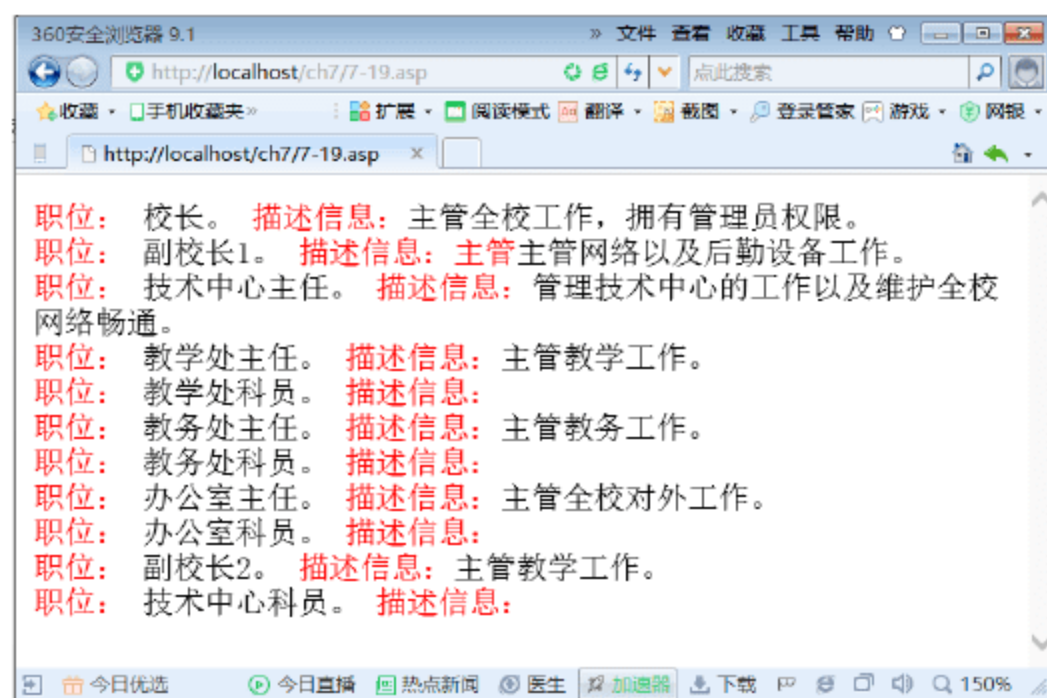 360安全浏览器 9.1 » 文件 查看 收藏 工具 帮助
http://localhost/ch7/7-19.asp 点此搜索
收藏 手机收藏夹» 扩展 阅读模式 翻译 截图 登录管家 游戏 网银
http://localhost/ch7/7-19.asp ×
职位： 校长。 描述信息：主管全校工作，拥有管理员权限。
职位： 副校长1。 描述信息：主管主管网络以及后勤设备工作。
职位： 技术中心主任。 描述信息：管理技术中心的工作以及维护全校
网络畅通。
职位： 教学处主任。 描述信息：主管教学工作。
职位： 教学处科员。 描述信息：
职位： 教务处主任。 描述信息：主管教务工作。
职位： 教务处科员。 描述信息：
职位： 办公室主任。 描述信息：主管全校对外工作。
职位： 办公室科员。 描述信息：
职位： 副校长2。 描述信息：主管教学工作。
职位： 技术中心科员。 描述信息：
今日优选 今日直播 热点新闻 医生 加速器 下载 150%